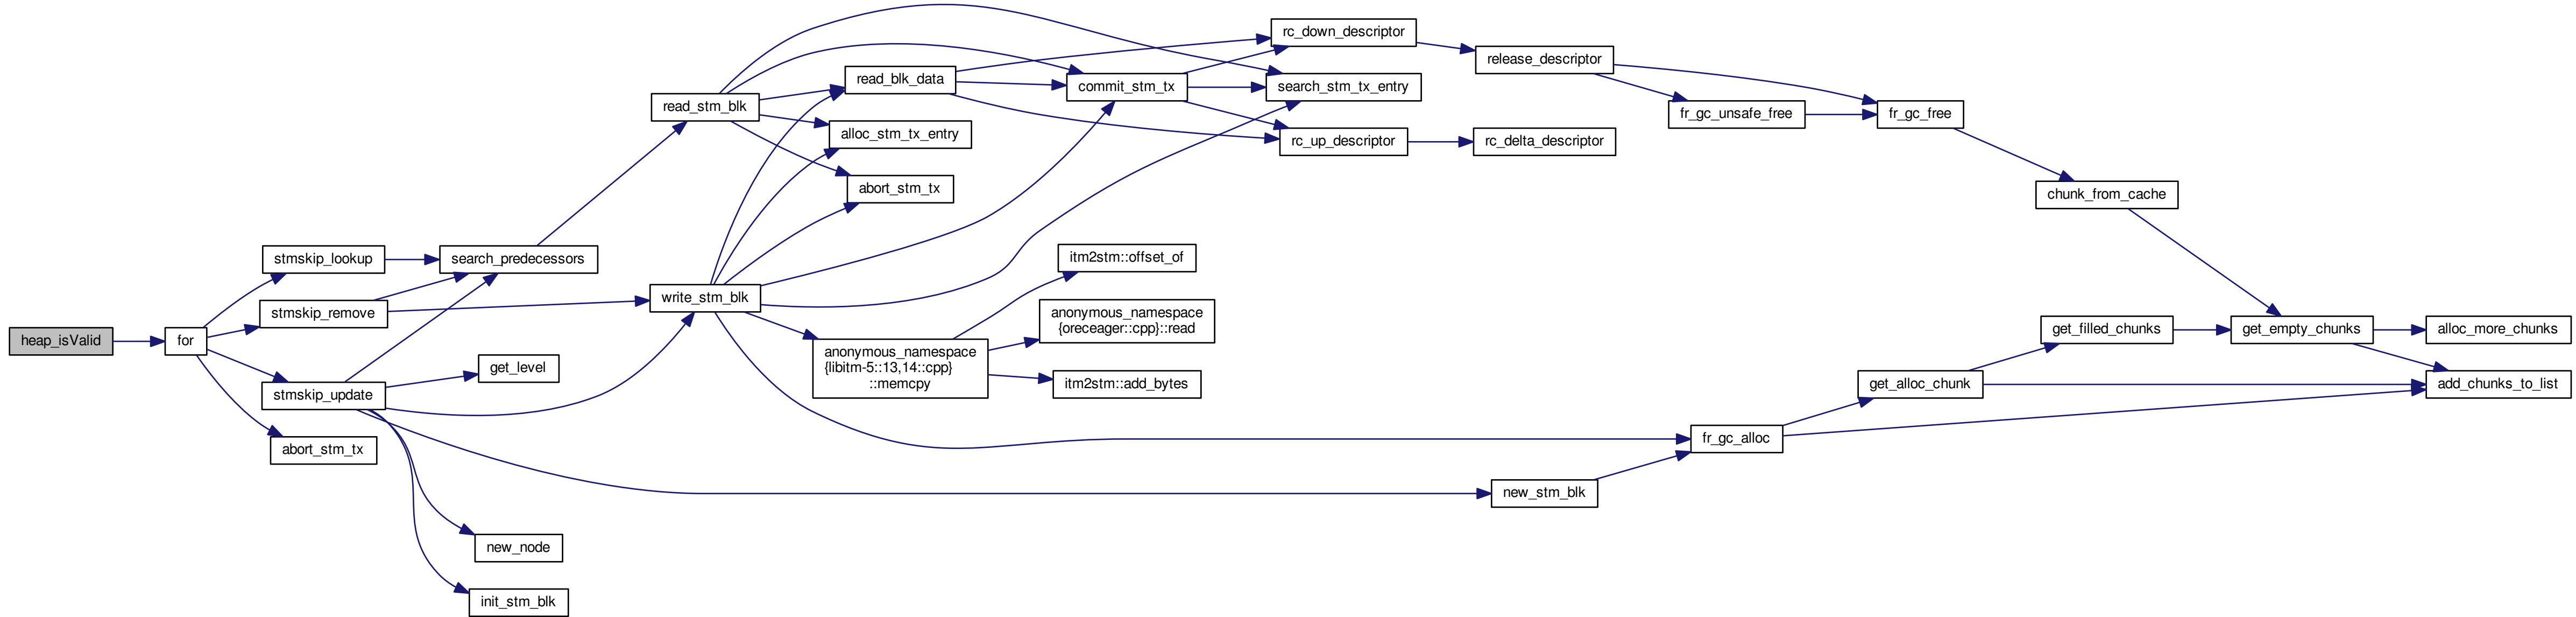 heap_isValid
for
stmskip_lookup
stmskip_remove
stmskip_update
abort_stm_tx
search_predecessors
get_level
new_node
init_stm_blk
read_stm_blk
write_stm_blk
read_blk_data
alloc_stm_tx_entry
abort_stm_tx
anonymous_namespace
{libitm-5::13,14::cpp}
::memcpy
commit_stm_tx
itm2stm::offset_of
anonymous_namespace
{oreceager::cpp}::read
itm2stm::add_bytes
rc_down_descriptor
search_stm_tx_entry
rc_up_descriptor
release_descriptor
rc_delta_descriptor
new_stm_blk
fr_gc_unsafe_free
fr_gc_alloc
fr_gc_free
get_alloc_chunk
chunk_from_cache
get_filled_chunks
get_empty_chunks
alloc_more_chunks
add_chunks_to_list